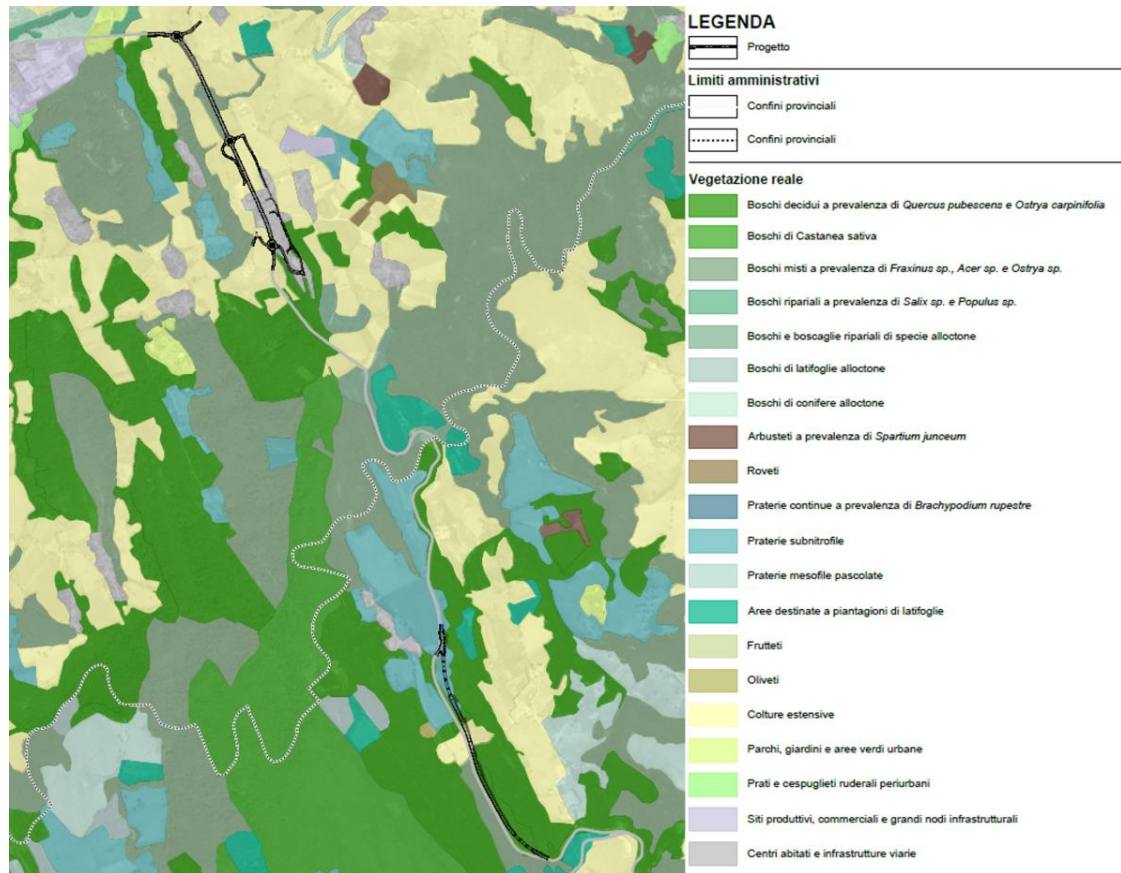 LEGENDA
Progetto
Limiti amministrativi
Confini provinciali
Confini provinciali
Vegetazione reale
Boschi decidui a prevalenza di Quercus pubescens e Ostrya carpinifolia
Boschi di Castanea sativa
Boschi misti a prevalenza di Fraxinus sp., Acer sp. e Ostrya sp.
Boschi ripariali a prevalenza di Salix sp. e Populus sp.
Boschi e boscaglie ripariali di specie alloctone
Boschi di latifoglie alloctone
Boschi di conifere alloctone
Arbusteti a prevalenza di Spartium junceum
Roveti
Praterie continue a prevalenza di Brachypodium rupestre
Praterie subnitrofile
Praterie mesofile pascolate
Aree destinate a piantagioni di latifoglie
Frutteti
Oliveti
Colture estensive
Parchi, giardini e aree verdi urbane
Prati e cespuglieti ruderali periurbani
Siti produttivi, commerciali e grandi nodi infrastrutturali
Centri abitati e infrastrutture viarie